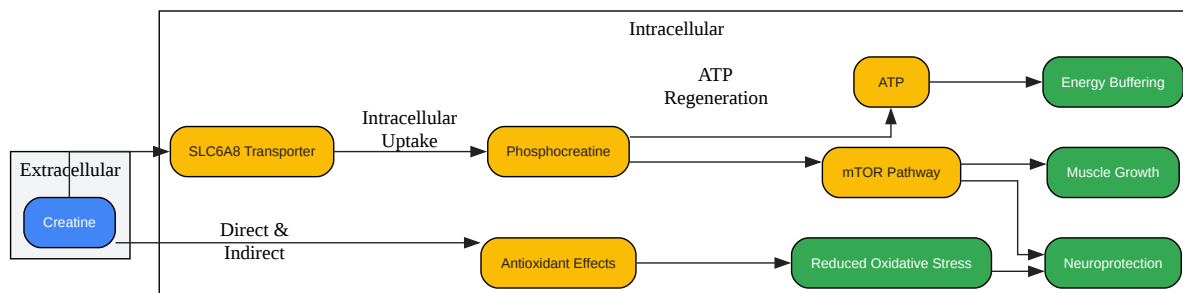 Intracellular
ATP
Regeneration
ATP
Energy Buffering
Intracellular
Uptake
SLC6A8 Transporter
Phosphocreatine
mTOR Pathway
Muscle Growth
Extracellular
Creatine
Direct &
Indirect
Antioxidant Effects
Reduced Oxidative Stress
Neuroprotection